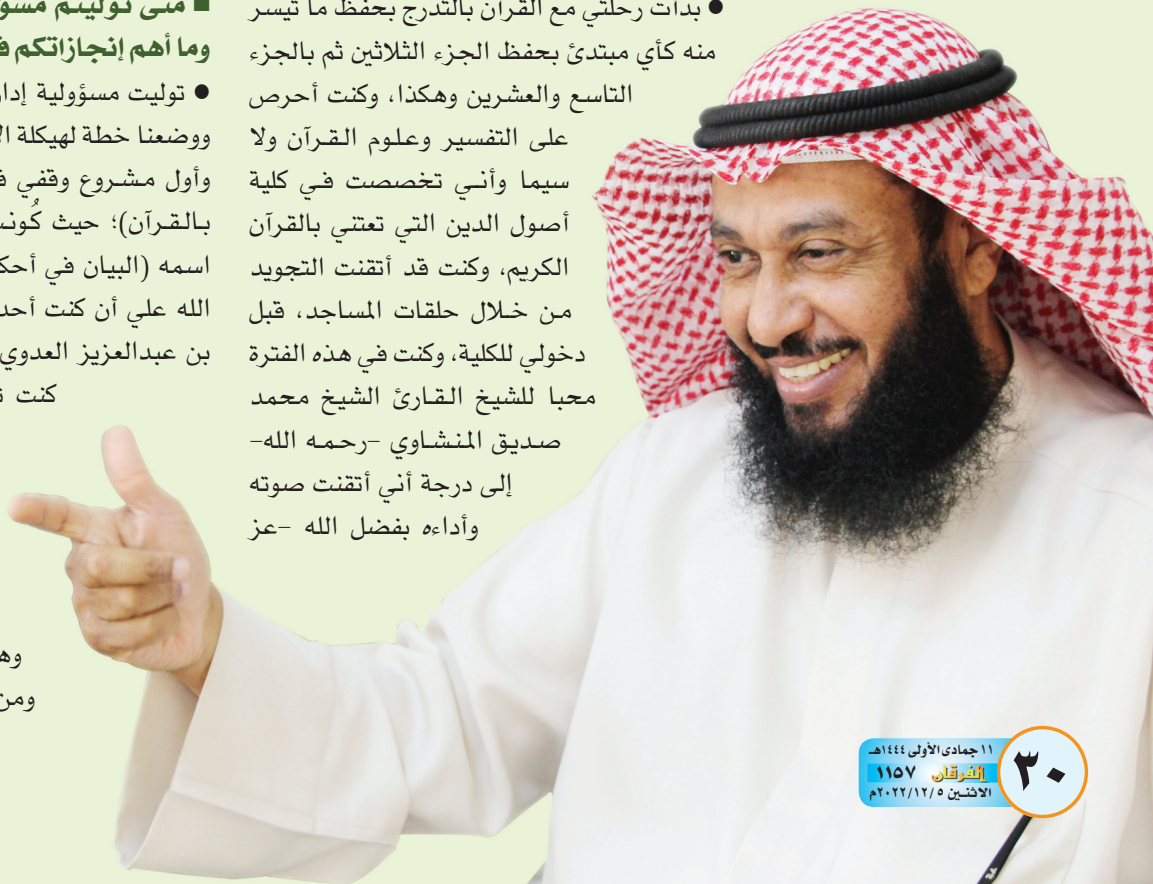 ● بدأت رحلتي مع القرآن بالتدرج بحفظ ما تيسر
منه كأي مبتدئ بحفظ الجزء الثلاثين ثم بالجزء
التاسع والعشرين وهكذا، وكنت أحرص
على التفسير وعلوم القرآن ولا
سيما وأنـي تخصصت فـي كلية
أصول الدين التي تعتني بالقرآن
الكريم، وكنت قد أتقنت التجويد
من خلال حلقات المساجد، قبل
دخولي للكلية، وكنت في هذه الفترة
محبا للشيخ القارئ الشيخ محمد
صديق المنشاوي –رحمه الله–
إلى درجة أني أتقنت صوته
وأداءه بفضل الله –عز
■ متى توليتم
وما أهم إنجازاتكم
● توليت مسؤولية
ووضعنا خطة لهيكلة
وأول مشروع وقفي
بالقرآن)؛ حيث
اسمه (البيان في
الله علي أن كنت
بن عبدالعزيز العدوي
كنت
ومن
٣٠
١١ جمادى الأولى ١٤٤٤هـ
الفرقان ١١٥٧
الاثنين ٢٠٢٢/١٢/٥م